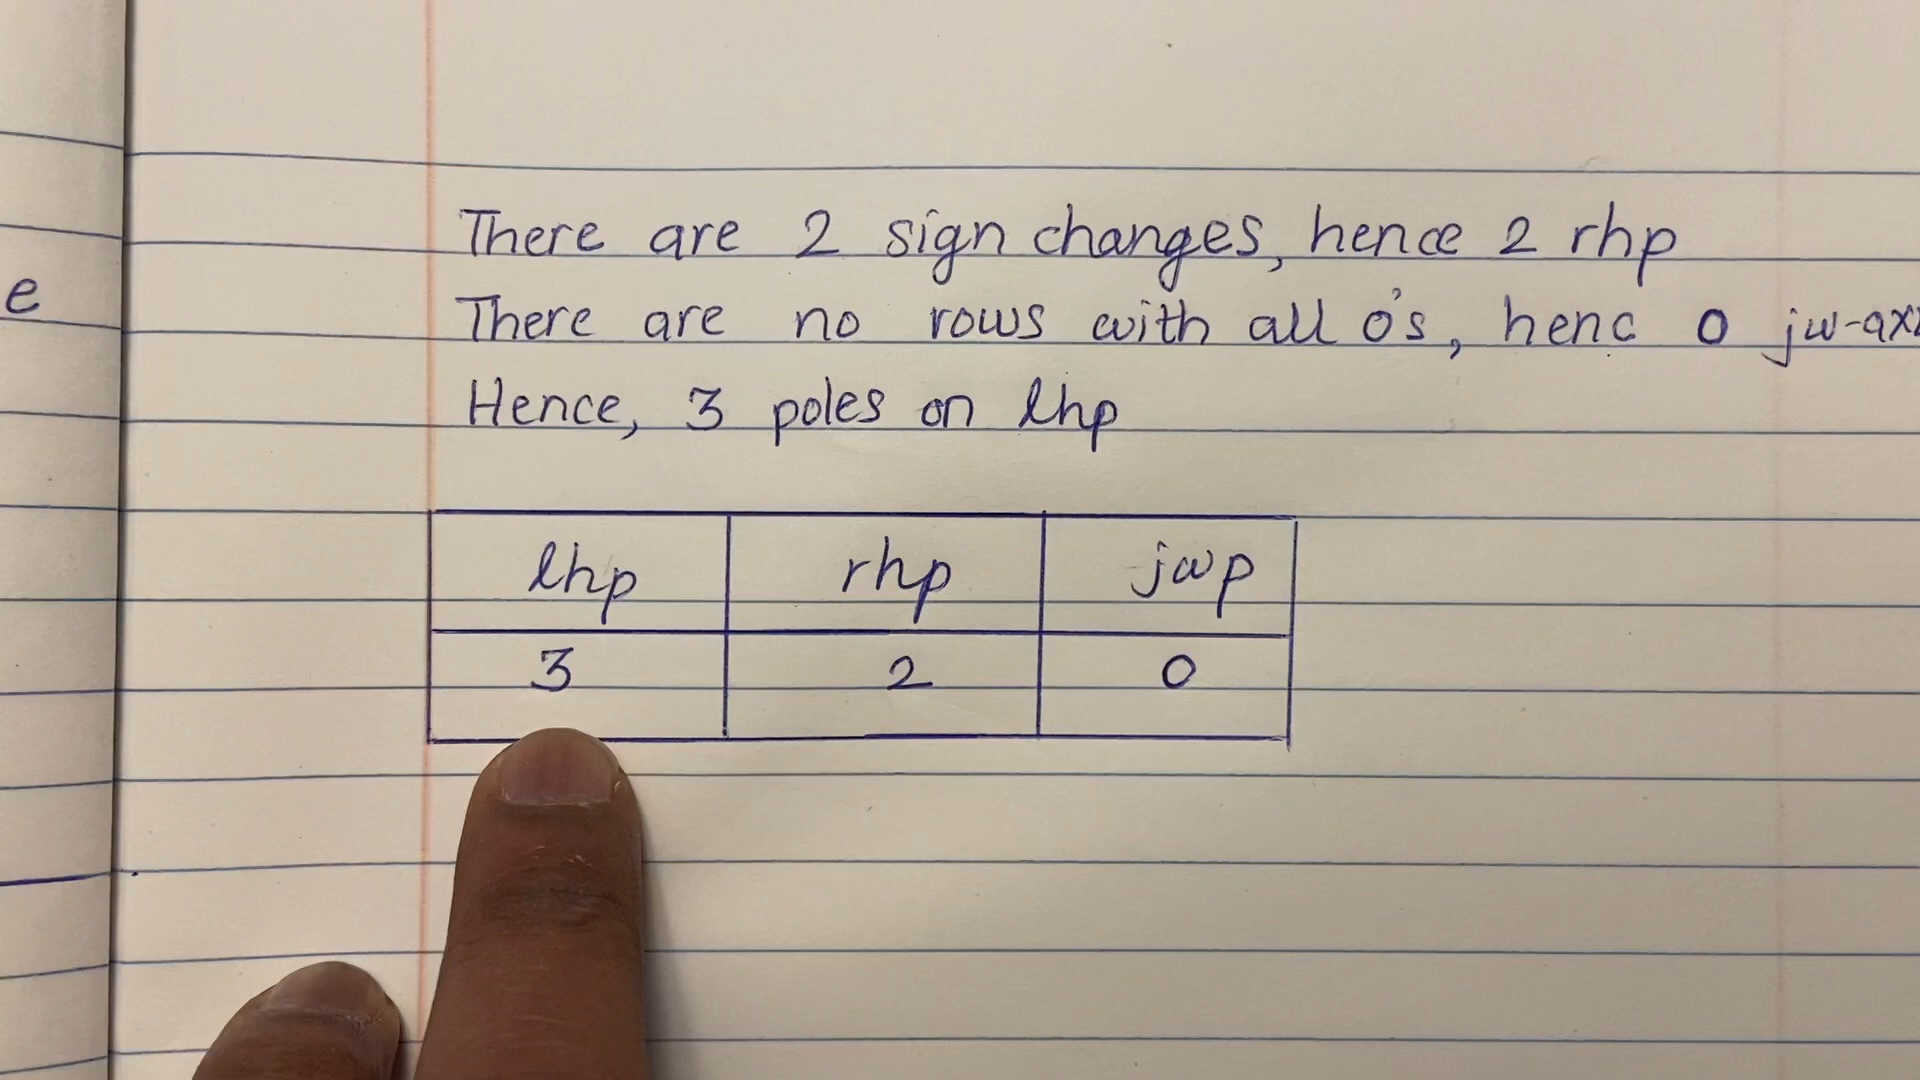 e
There are 2 sign changes, hence 2 rhp
There are no rows with all 0's, henc 0 jw-axi
Hence, 3 poles on lhp
lhp rhp jwp
3 2 0